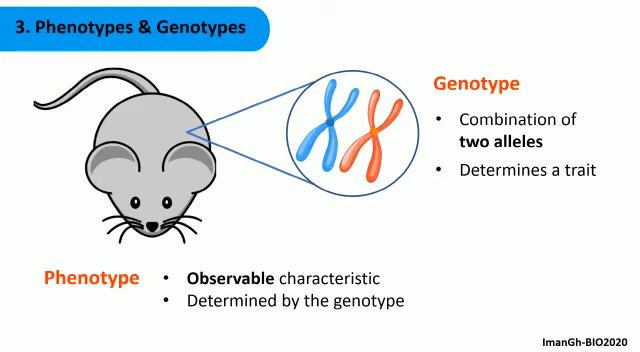 3. Phenotypes & Genotypes
Genotype
• Combination of
two alleles
• Determines a trait
Phenotype
• Observable characteristic
• Determined by the genotype
ImanGh-BIO2020